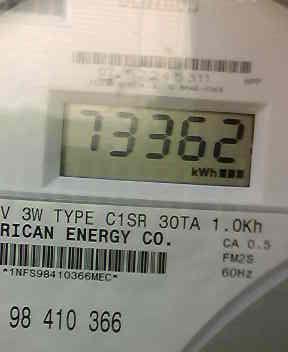 73362
kWh
V 3W TYPE C1SR 30TA 1.0Kh
RICAN ENERGY CO.
CA 0.5
FM2S
60Hz
*1NFS98410366MEC*
98 410 366